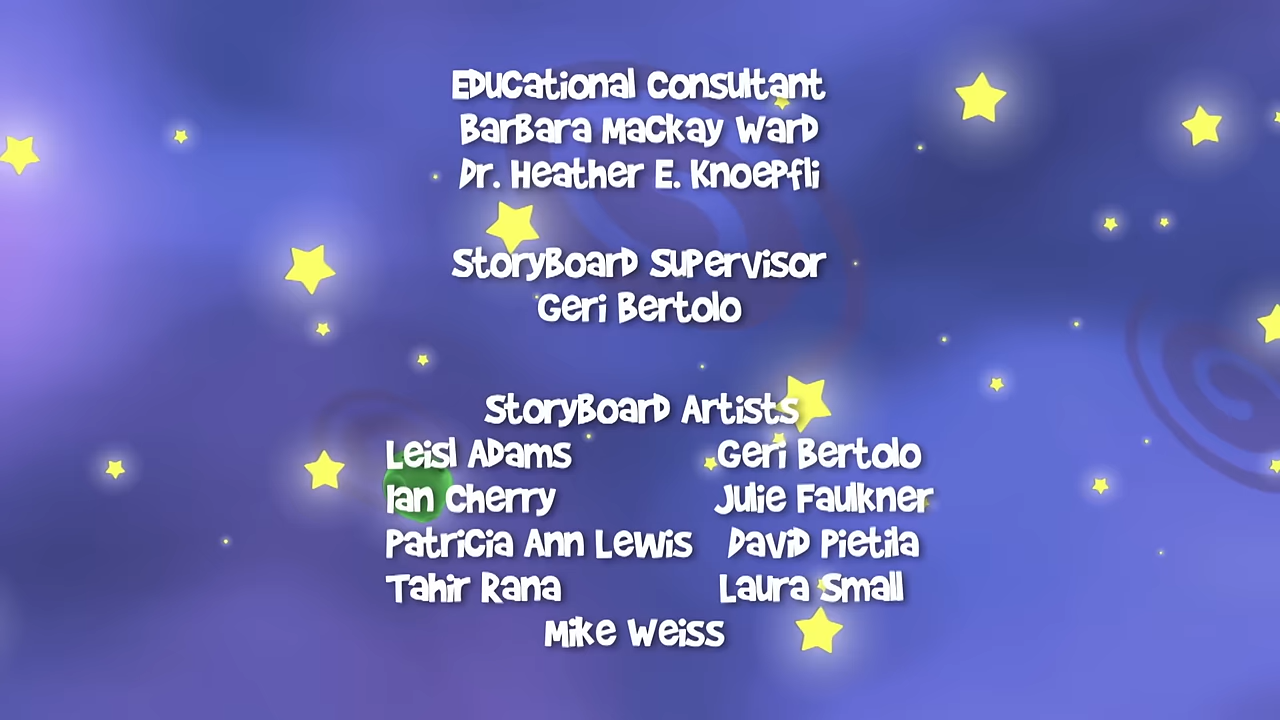 Educational Consultant
Barbara Mackay Ward
Dr. Heather E. Knoepfli
Storyboard Supervisor
Geri Bertolo
Storyboard Artists
Leisl Adams Geri Bertolo
Ian Cherry Julie Faulkner
Patricia Ann Lewis David Pietila
Tahir Rana Laura Small
Mike Weiss